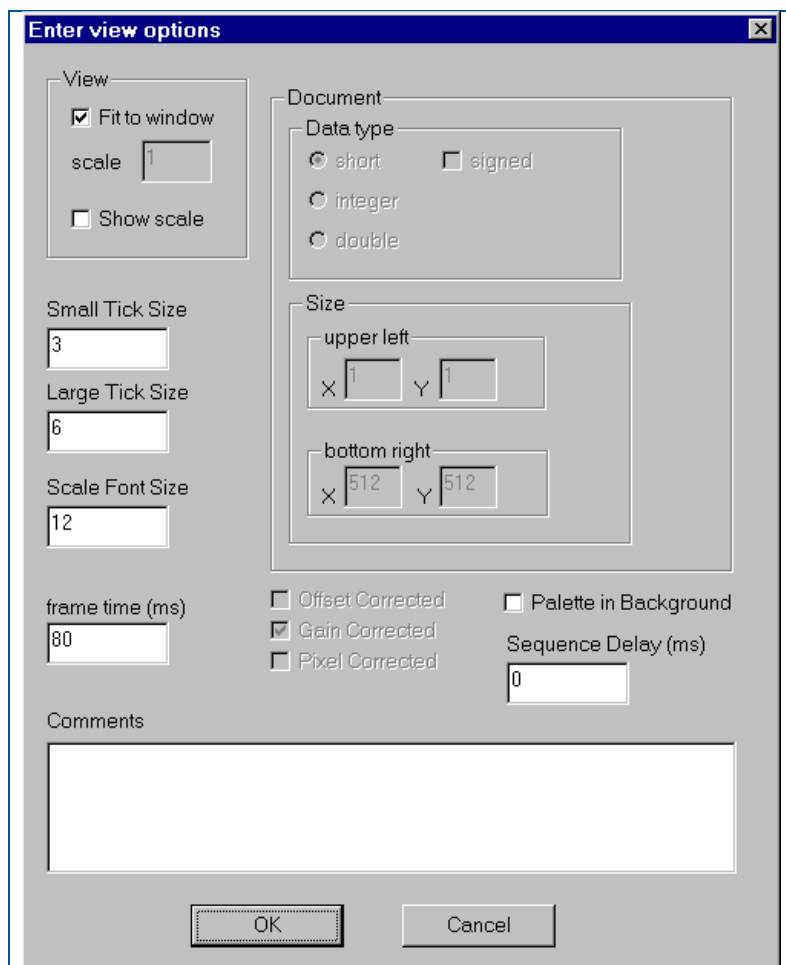 Enter view options
View
Fit to window
scale 1
Show scale
Small Tick Size
3
Large Tick Size
6
Scale Font Size
12
frame time (ms)
80
Document
Data type
short signed
integer
double
Size
upper left
X 1 Y 1
bottom right
X 512 Y 512
Offset Corrected
Gain Corrected
Pixel Corrected
Palette in Background
Sequence Delay (ms)
0
Comments
OK Cancel